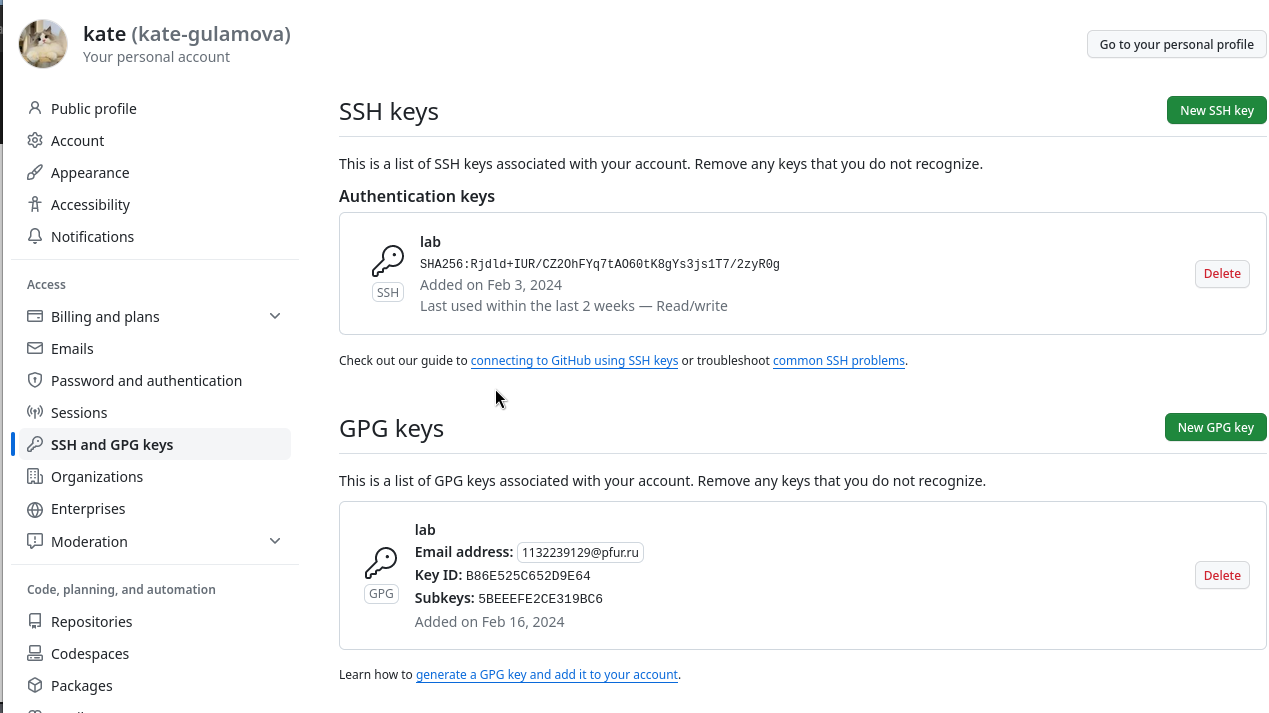 kate (kate-gulamova)
Your personal account
Go to your personal profile
Public profile
Account
Appearance
Accessibility
Notifications
Access
Billing and plans
Emails
Password and authentication
Sessions
SSH and GPG keys
Organizations
Enterprises
Moderation
Code, planning, and automation
Repositories
Codespaces
Packages
SSH keys
New SSH key
This is a list of SSH keys associated with your account. Remove any keys that you do not recognize.
Authentication keys
lab
SHA256:Rjdld+IUR/CZ2OhFYq7tAO60tK8gYs3js1T7/2zyR0g
Added on Feb 3, 2024
Last used within the last 2 weeks — Read/write
SSH
Delete
Check out our guide to connecting to GitHub using SSH keys or troubleshoot common SSH problems.
GPG keys
New GPG key
This is a list of GPG keys associated with your account. Remove any keys that you do not recognize.
lab
Email address: 1132239129@pfur.ru
Key ID: B86E525C652D9E64
Subkeys: 5BEEEFE2CE319BC6
Added on Feb 16, 2024
GPG
Delete
Learn how to generate a GPG key and add it to your account.